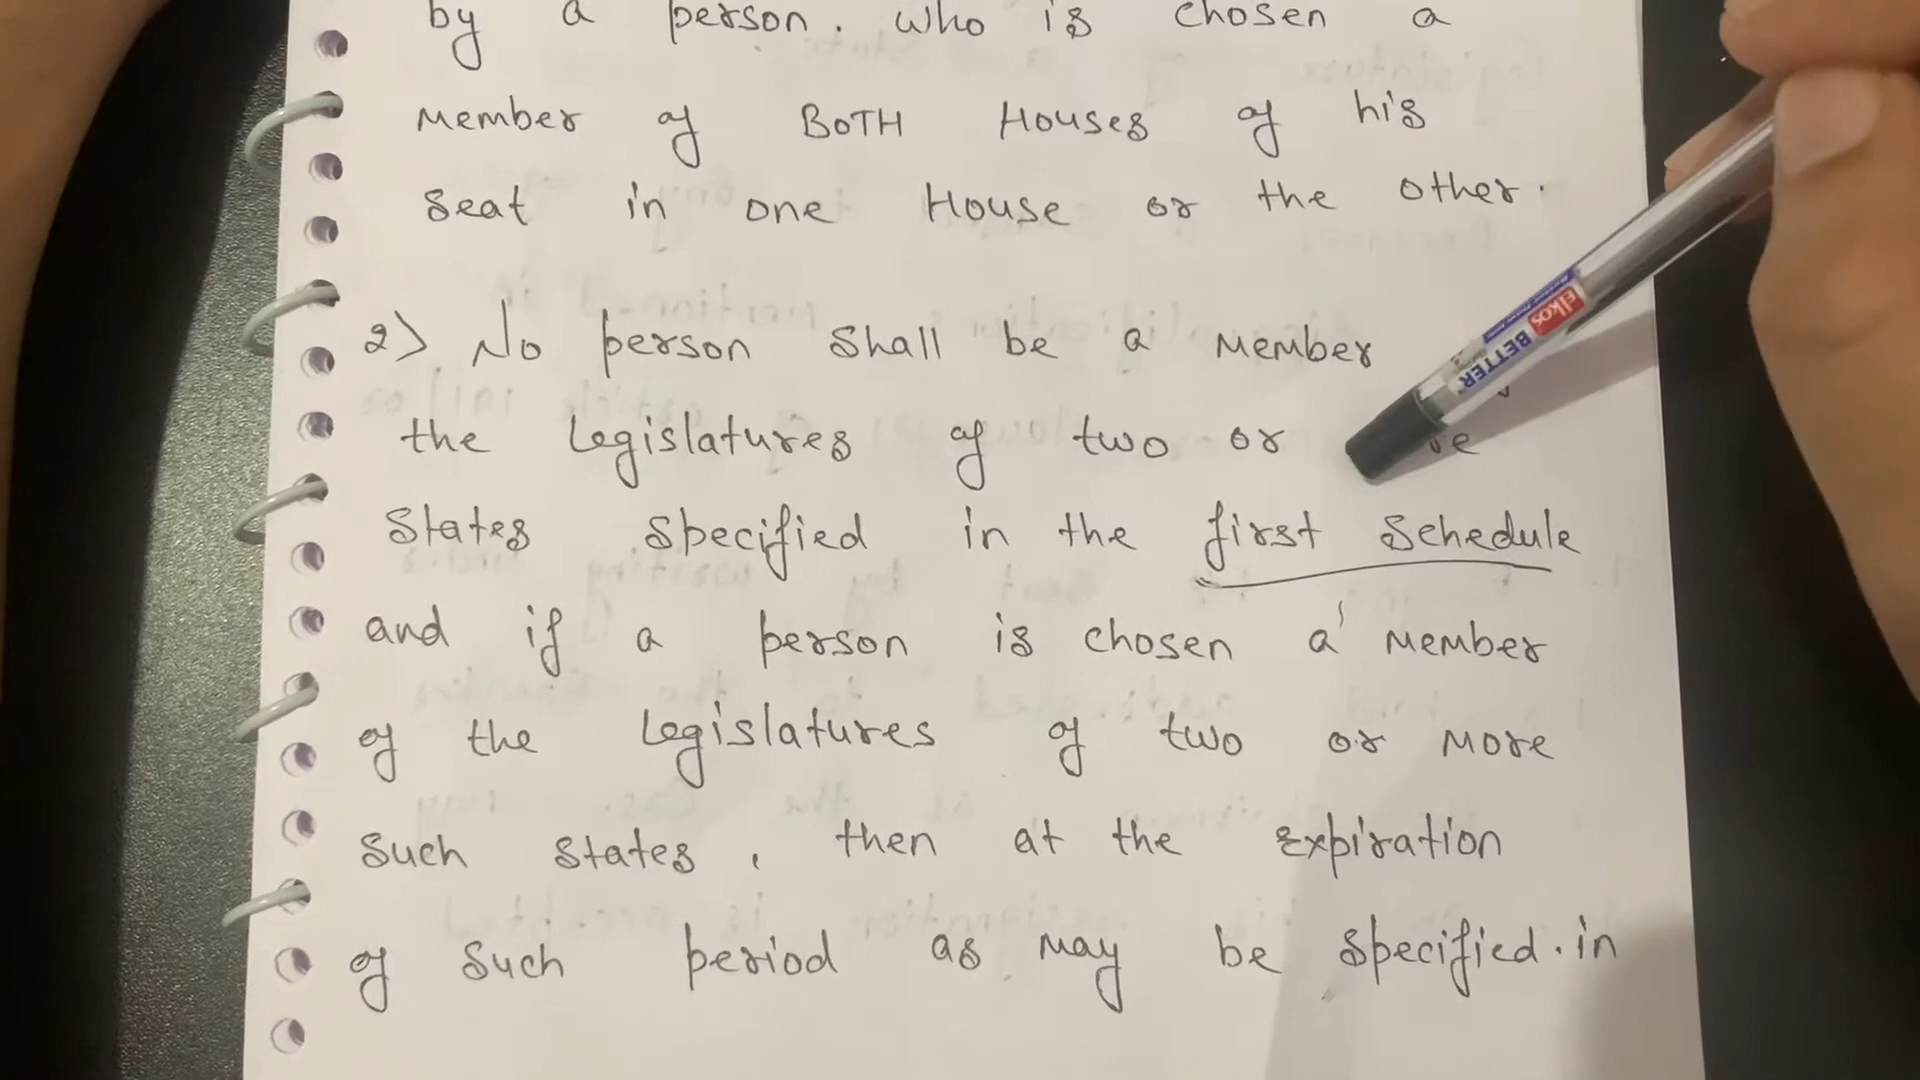 by a person. who is chosen a
member of BOTH Houses of his
seat in one House or the other.
2) No person shall be a member
the legislatures of two or
states specified in the first schedule
and if a person is chosen a member
of the legislatures of two or more
such states, then at the expiration
of such period as may be specified.in
elkos
BETTER